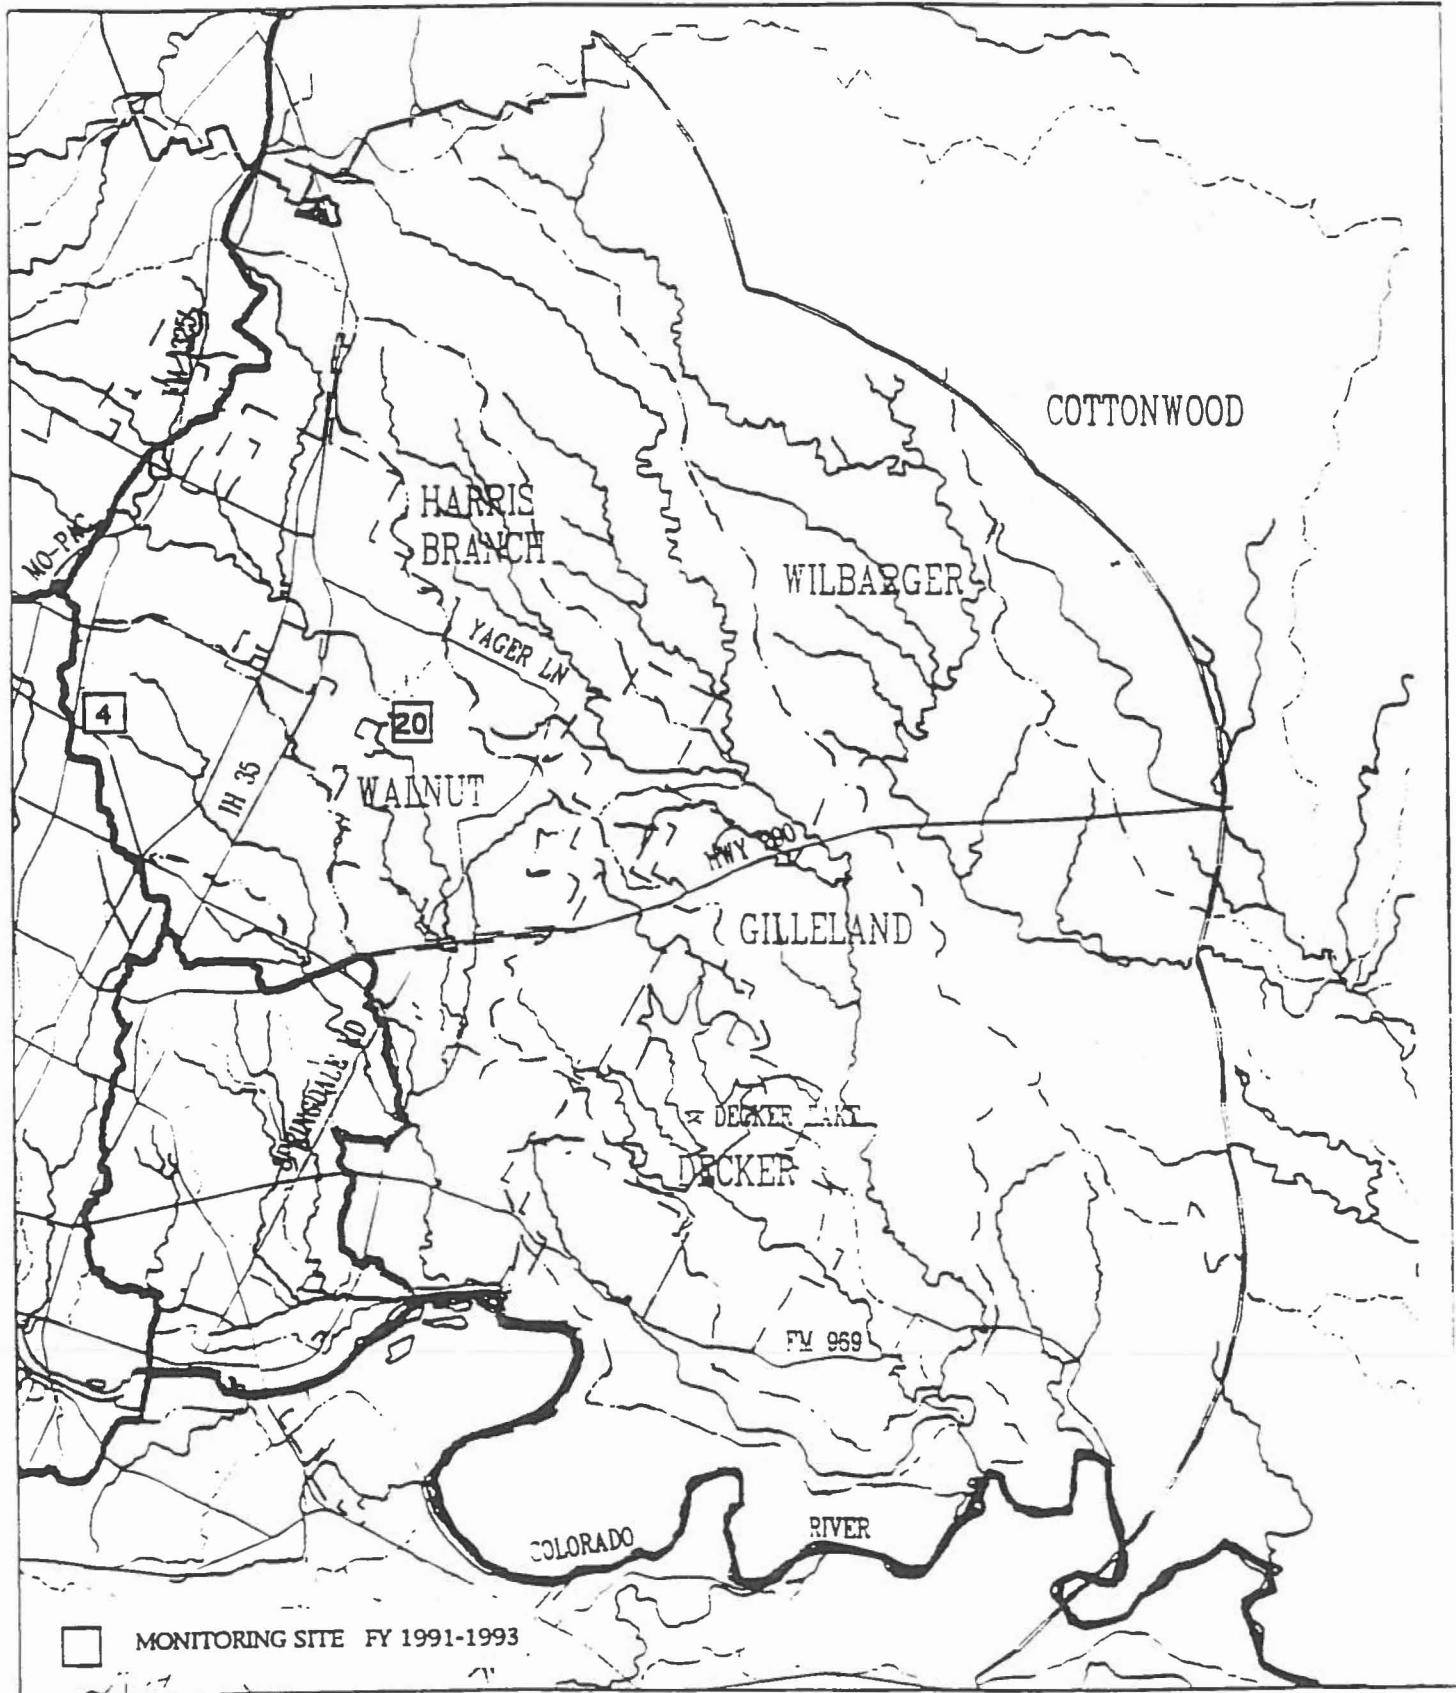 COTTONWOOD
MO-PAC
HARRIS
BRANCH
WILBARGER
YAGER LN
4
20
IH 35
WALNUT
HWY 290
GILLELAND
DECKER LAKE
DECKER
FM 969
COLORADO
RIVER
MONITORING SITE FY 1991-1993